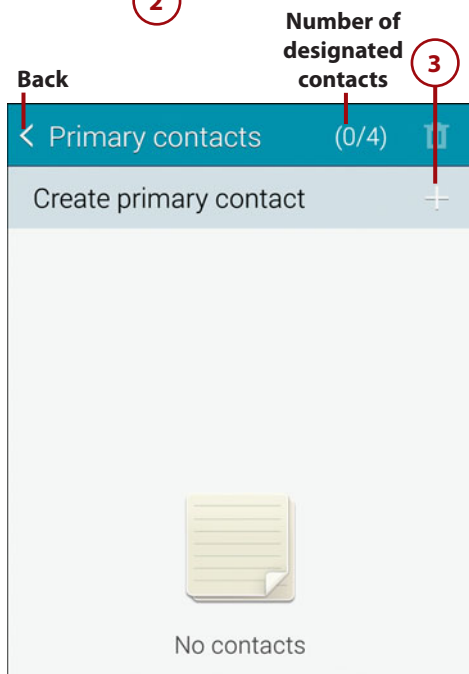 2
Number of
designated
contacts
3
Back
< Primary contacts (0/4)
Create primary contact +
No contacts